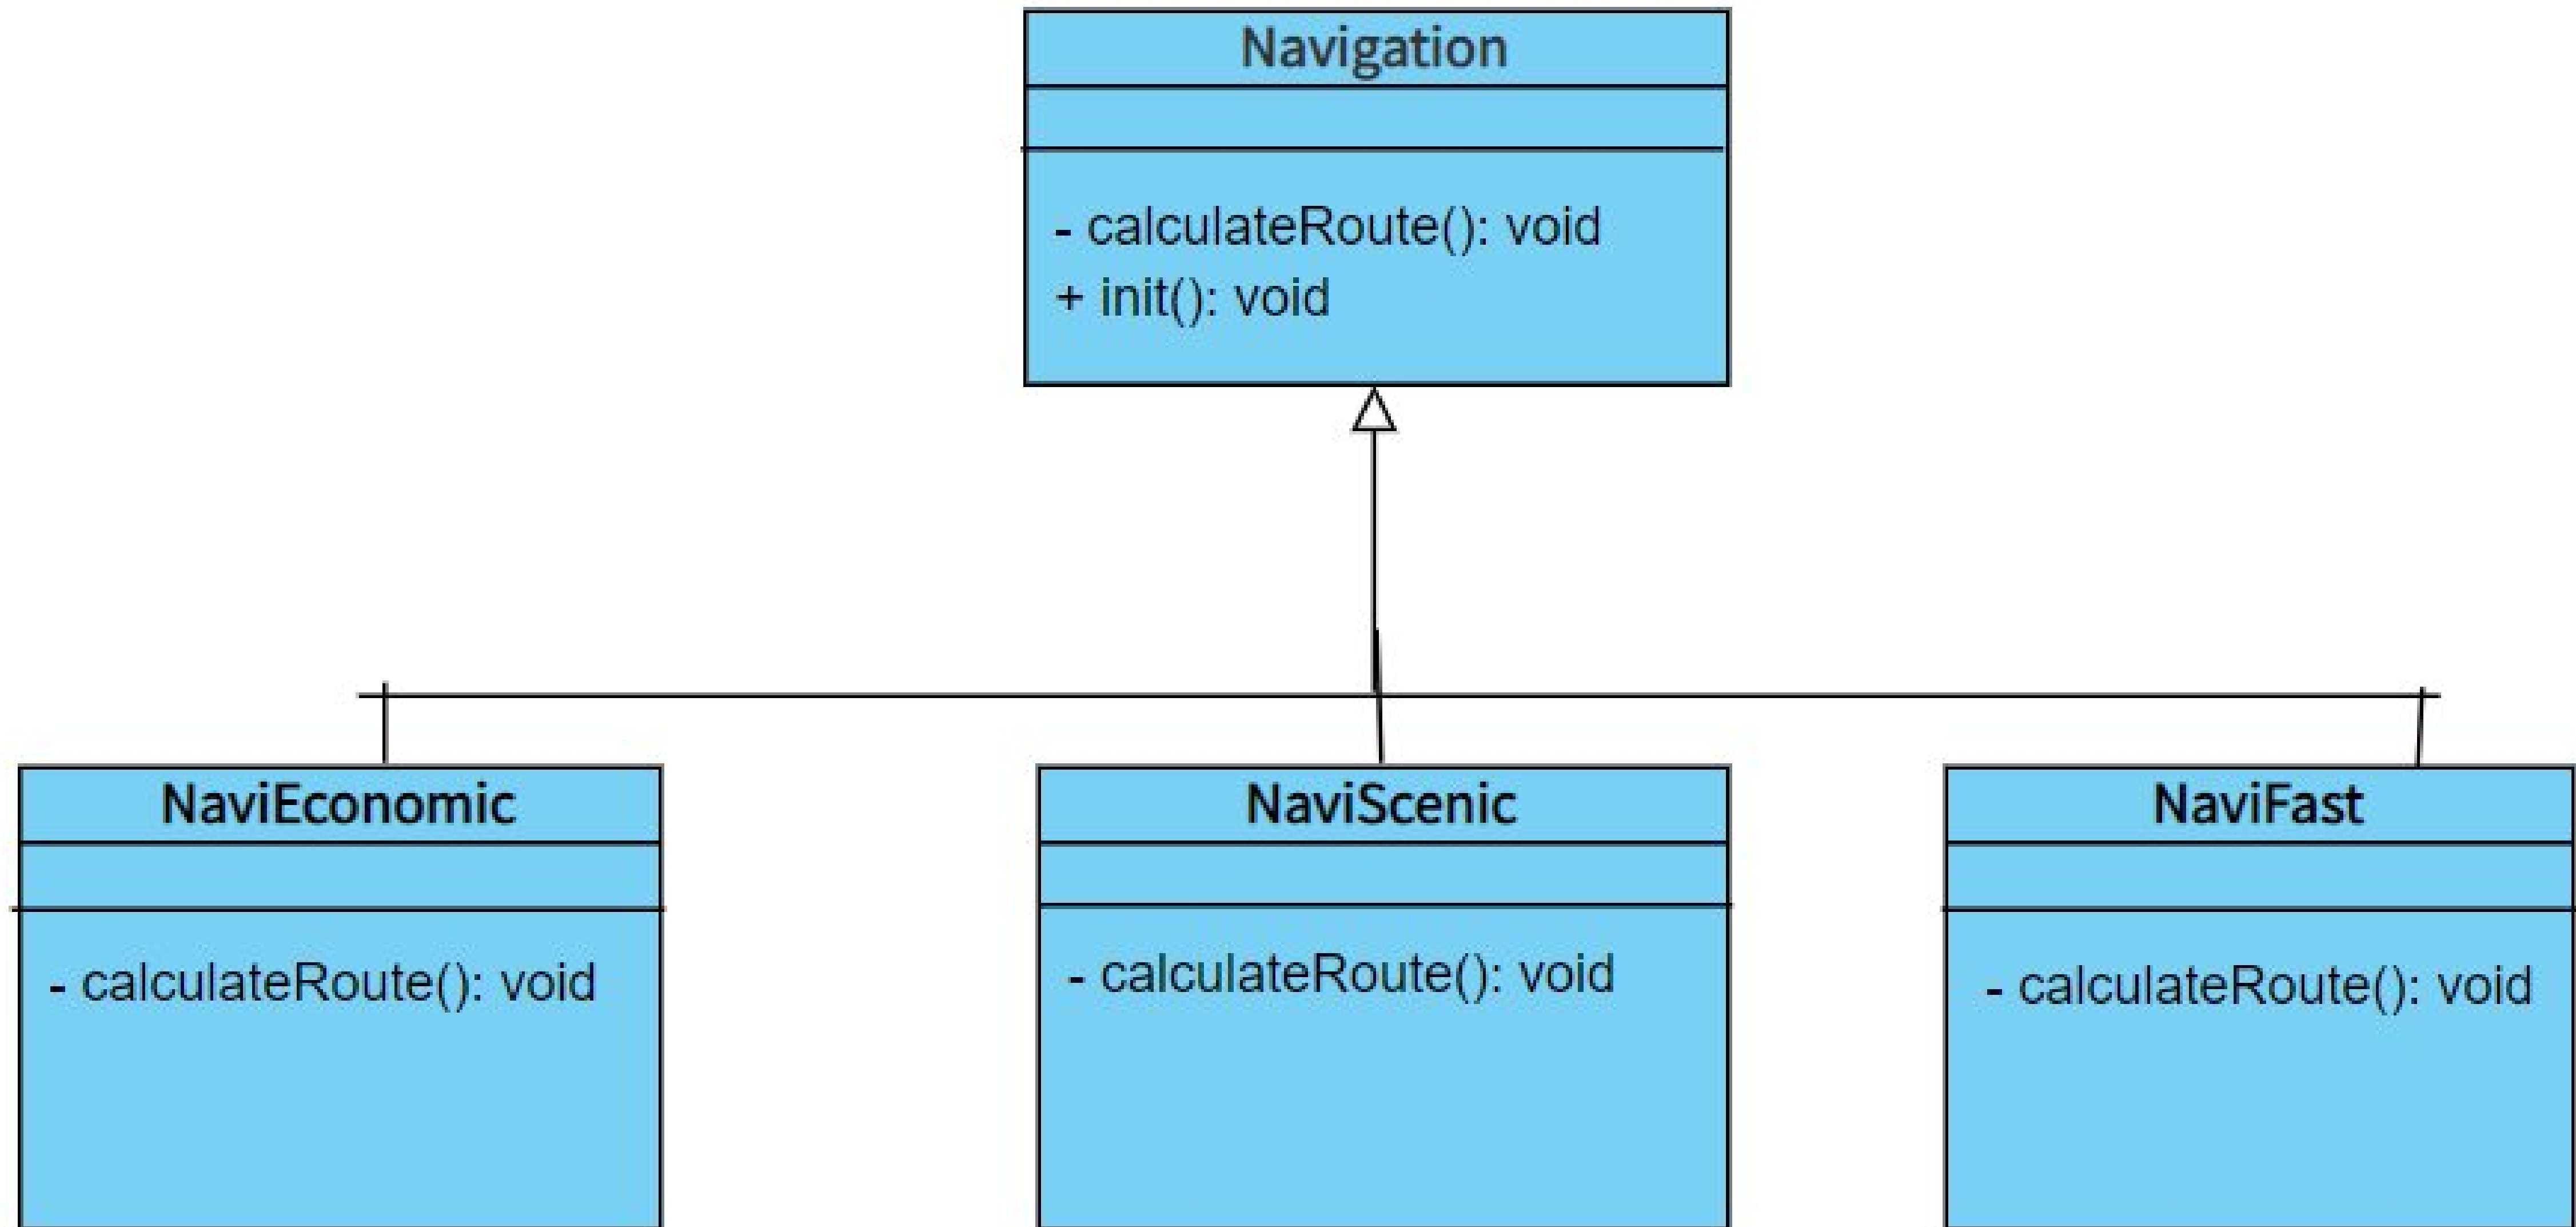 Navigation
- calculateRoute(): void
+ init(): void
NaviEconomic
- calculateRoute(): void
NaviScenic
- calculateRoute(): void
NaviFast
- calculateRoute(): void